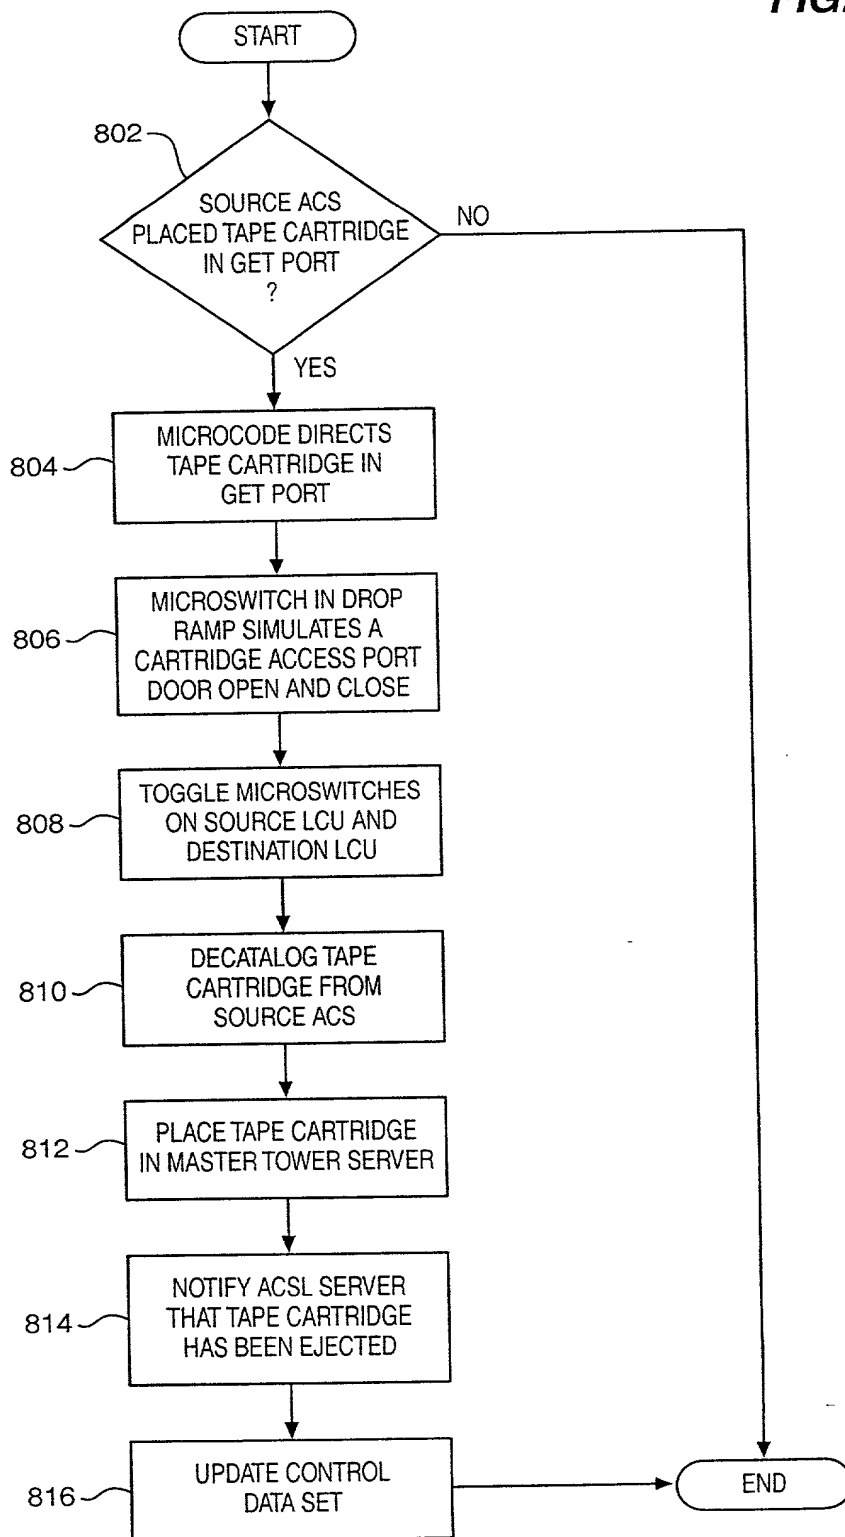 FIG.
START
802
SOURCE ACS
PLACED TAPE CARTRIDGE
IN GET PORT
?
NO
YES
804
MICROCODE DIRECTS
TAPE CARTRIDGE IN
GET PORT
806
MICROSWITCH IN DROP
RAMP SIMULATES A
CARTRIDGE ACCESS PORT
DOOR OPEN AND CLOSE
808
TOGGLE MICROSWITCHES
ON SOURCE LCU AND
DESTINATION LCU
810
DECATALOG TAPE
CARTRIDGE FROM
SOURCE ACS
812
PLACE TAPE CARTRIDGE
IN MASTER TOWER SERVER
814
NOTIFY ACSL SERVER
THAT TAPE CARTRIDGE
HAS BEEN EJECTED
816
UPDATE CONTROL
DATA SET
END